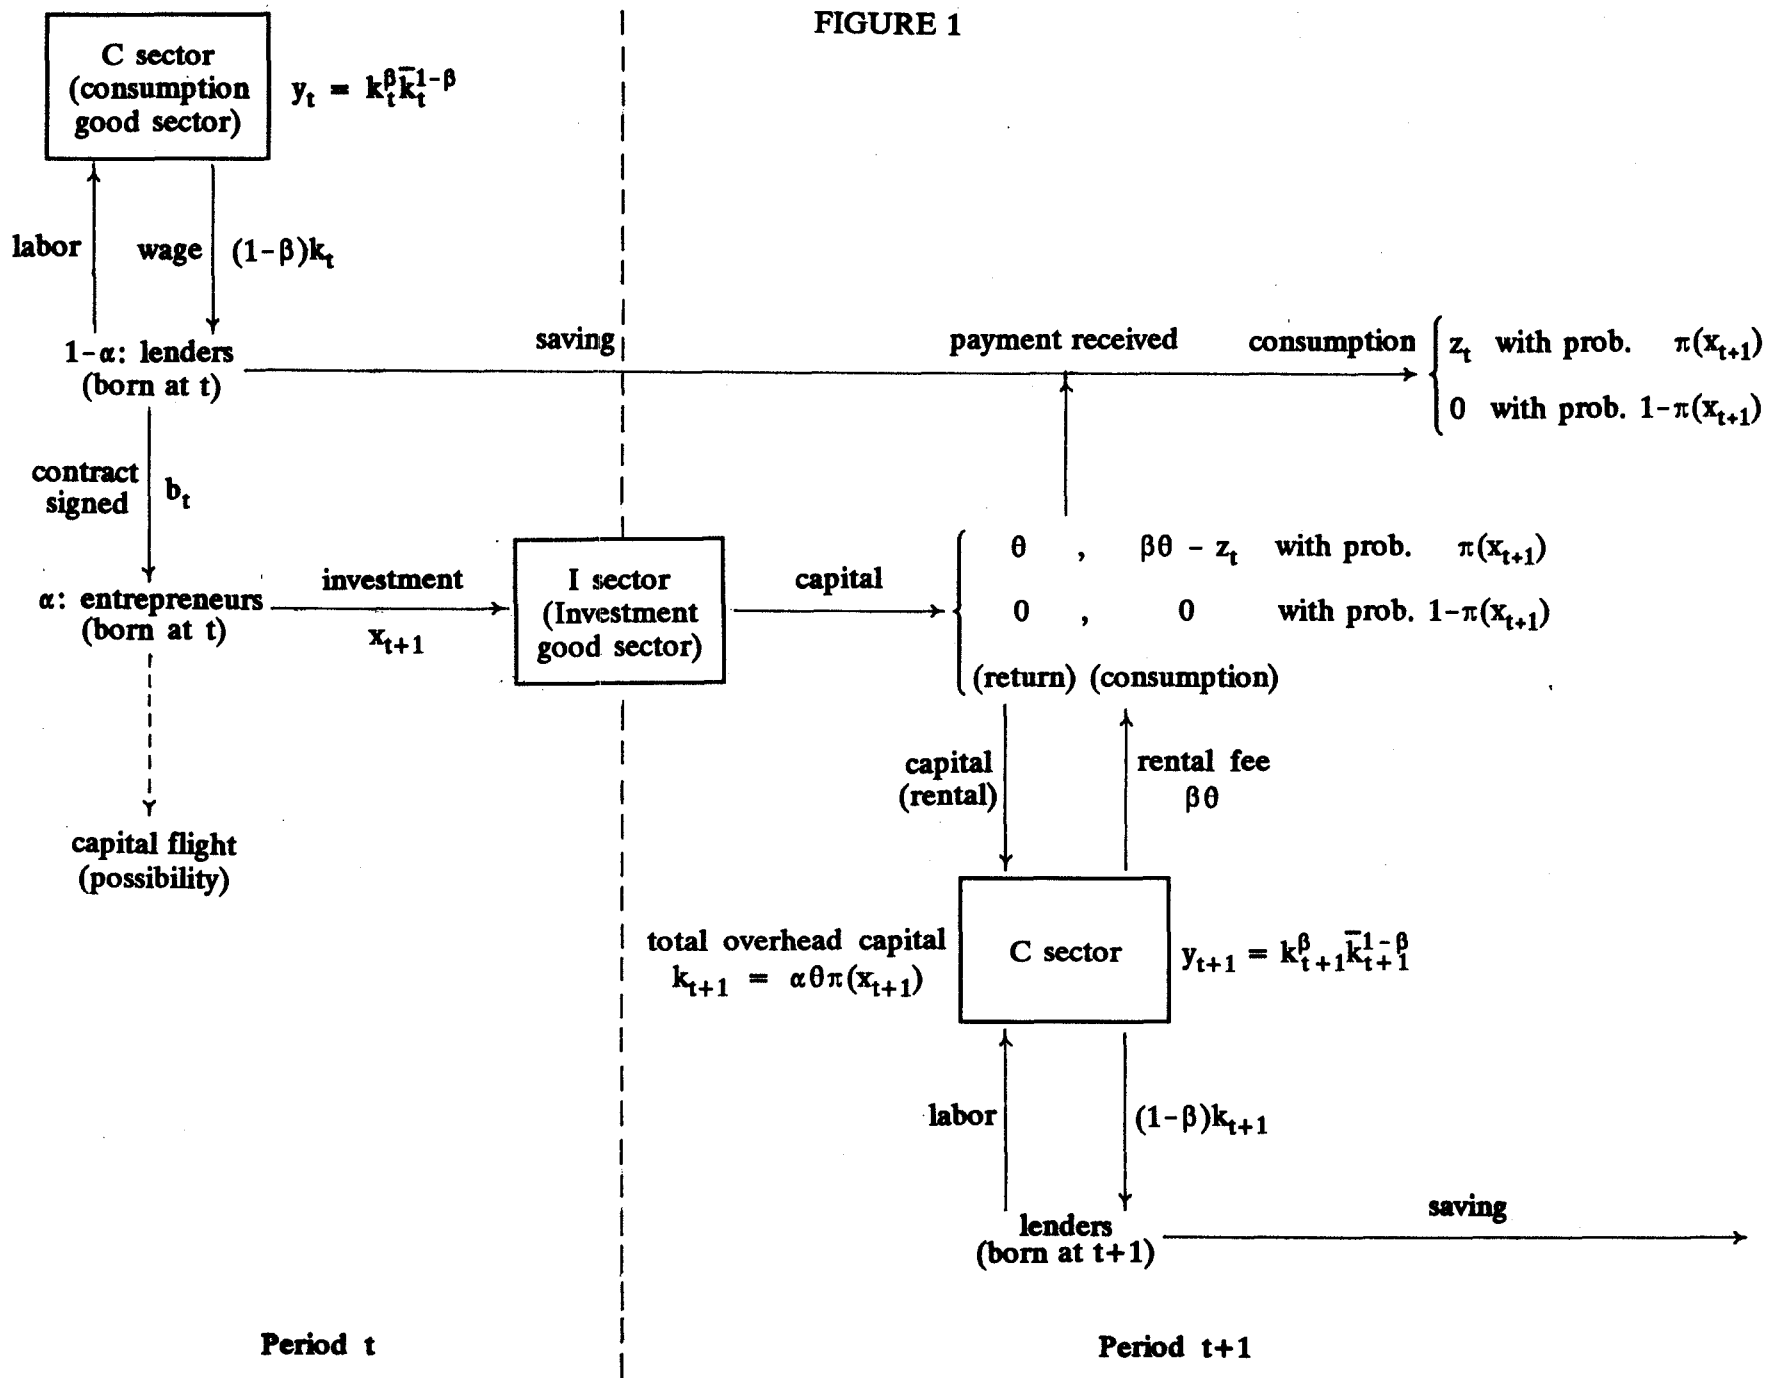 FIGURE 1
C sector
(consumption
good sector)
y_t = k_t^β k̄_t^{1-β}
labor
wage
(1-β)k_t
1-α: lenders
(born at t)
saving
payment received
consumption
z_t with prob. π(x_{t+1})
0 with prob. 1-π(x_{t+1})
contract
signed
b_t
α: entrepreneurs
(born at t)
investment
x_{t+1}
I sector
(Investment
good sector)
capital
θ , βθ - z_t with prob. π(x_{t+1})
0 , 0 with prob. 1-π(x_{t+1})
(return) (consumption)
capital flight
(possibility)
capital
(rental)
rental fee
βθ
total overhead capital
k_{t+1} = αθπ(x_{t+1})
C sector
y_{t+1} = k_{t+1}^β k̄_{t+1}^{1-β}
labor
(1-β)k_{t+1}
lenders
(born at t+1)
saving
Period t
Period t+1